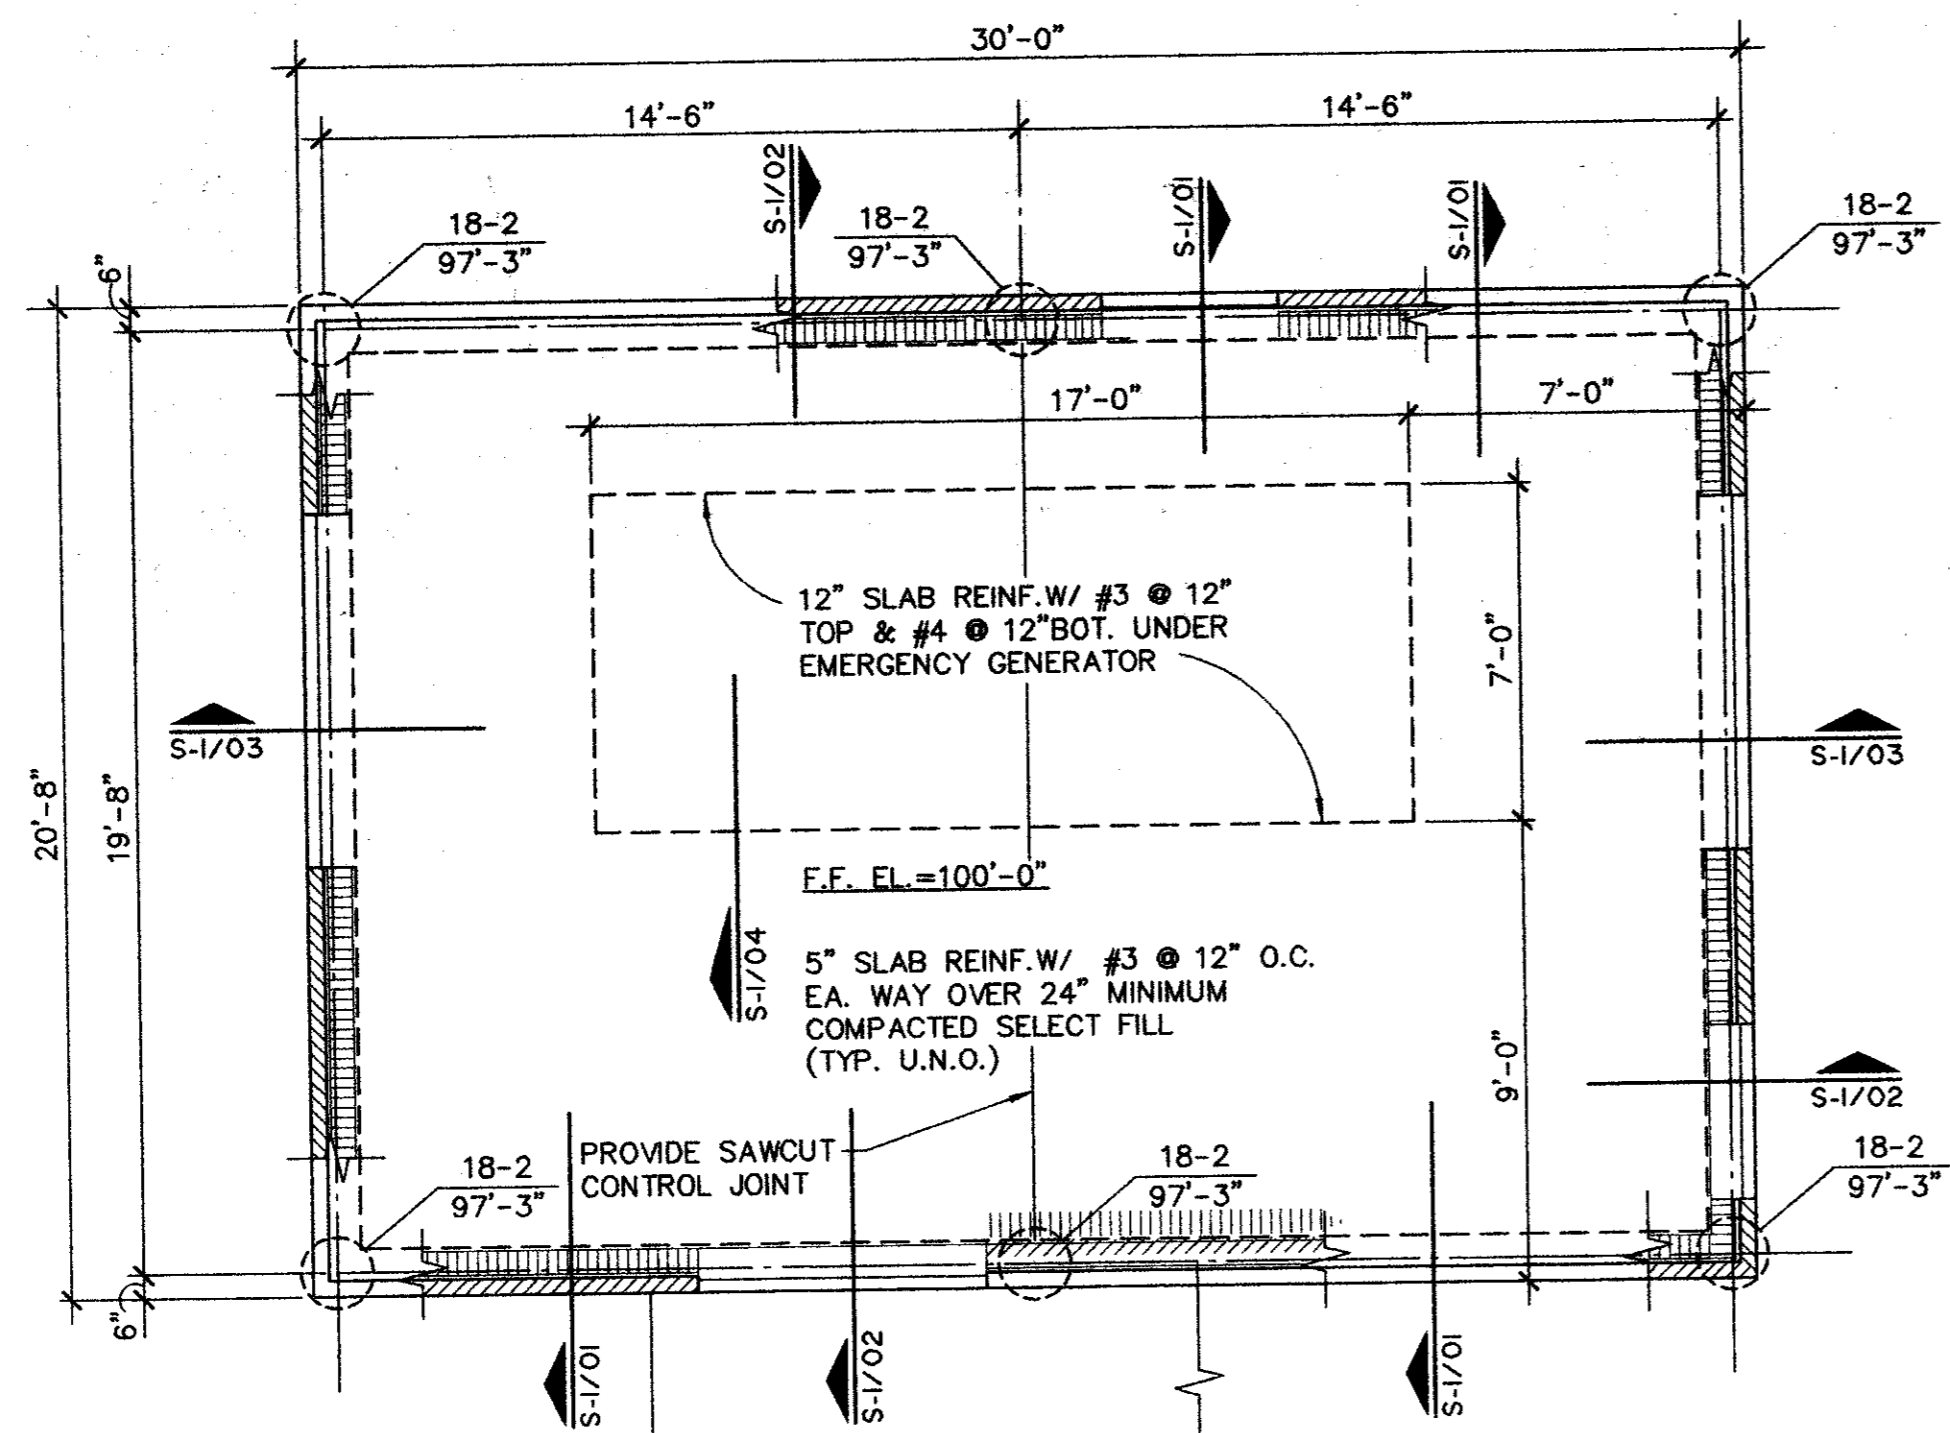 30'-0"
14'-6"
14'-6"
S-1/02
S-1/01
S-1/01
18-2
97'-3"
18-2
97'-3"
18-2
97'-3"
6"
17'-0"
7'-0"
12" SLAB REINF.W/ #3 @ 12"
TOP & #4 @ 12"BOT. UNDER
EMERGENCY GENERATOR
7'-0"
S-1/03
S-1/03
20'-8"
19'-8"
F.F. EL.=100'-0"
S-1/04
5" SLAB REINF.W/ #3 @ 12" O.C.
EA. WAY OVER 24" MINIMUM
COMPACTED SELECT FILL
(TYP. U.N.O.)
9'-0"
S-1/02
PROVIDE SAWCUT
CONTROL JOINT
18-2
97'-3"
18-2
97'-3"
18-2
97'-3"
6"
S-1/01
S-1/02
S-1/01